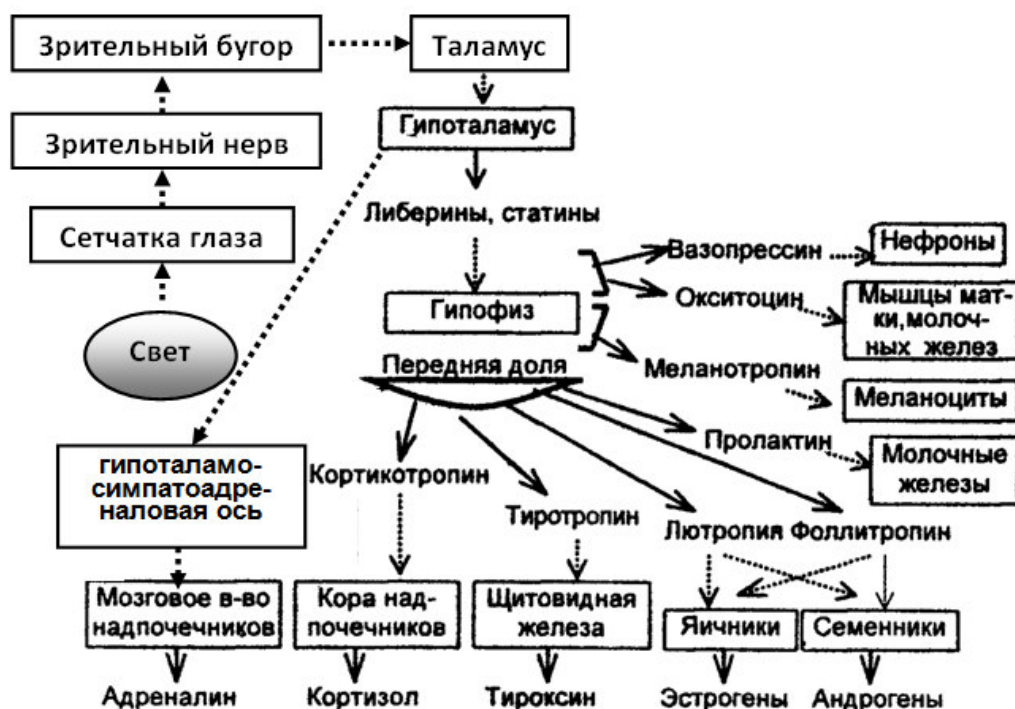 Зрительный бугор
Таламус
Гипоталамус
Зрительный нерв
Либерины, статины
Сетчатка глаза
Вазопрессин
Нефроны
Окситоцин
Мышцы мат-
ки,молоч-
ных желез
Гипофиз
Свет
Передняя доля
Меланотропин
Меланоциты
Пролактин
Молочные
железы
гипоталамо-
симпатоадре-
наловая ось
Кортикотропин
Тиротропин
Лютропия Фоллитропин
Мозговое в-во
надпочечников
Кора над-
почечников
Щитовидная
железа
Яичники
Семенники
Адреналин
Кортизол
Тироксин
Эстрогены
Андрогены